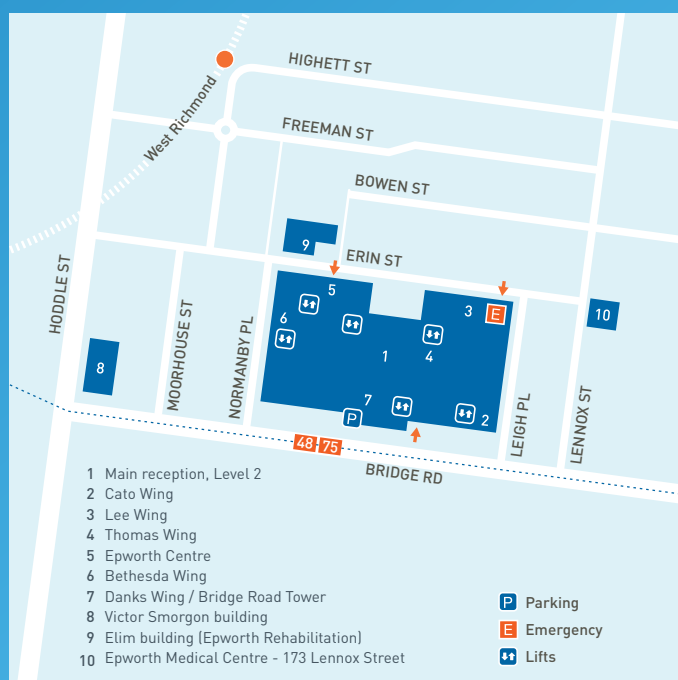 HIGHETT ST
West Richmond
FREEMAN ST
BOWEN ST
9
ERIN ST
HODDLE ST
5
3
E
10
6
8
MOORHOUSE ST
NORMANBY PL
1
4
7
2
P
LEIGH PL
LENNOX ST
48 75
BRIDGE RD
1 Main reception, Level 2
2 Cato Wing
3 Lee Wing
4 Thomas Wing
5 Epworth Centre
6 Bethesda Wing
7 Danks Wing / Bridge Road Tower
8 Victor Smorgon building
9 Elim building (Epworth Rehabilitation)
10 Epworth Medical Centre - 173 Lennox Street
P Parking
E Emergency
Lifts